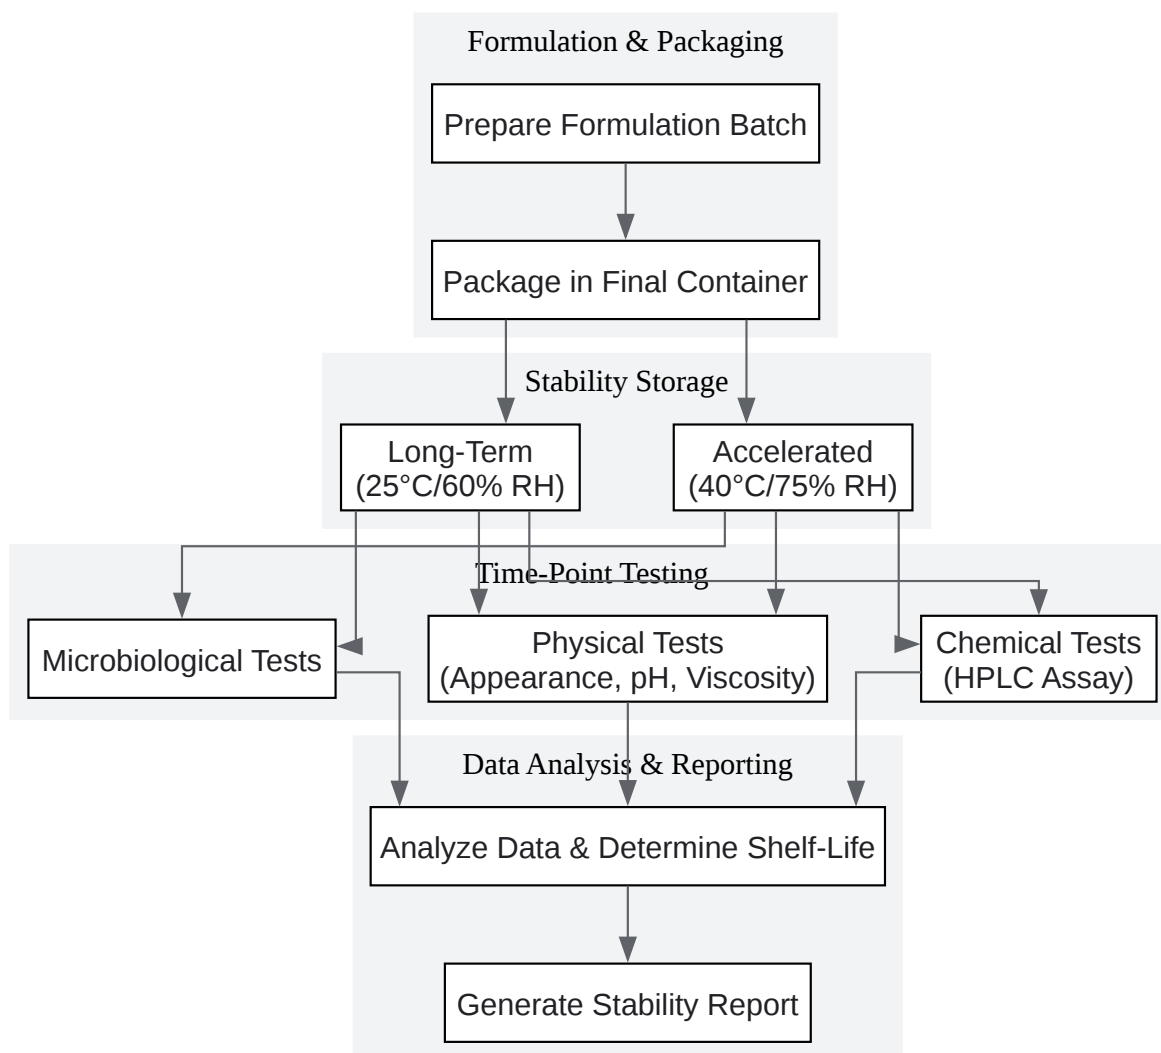 Formulation & Packaging
Prepare Formulation Batch
Package in Final Container
Stability Storage
Long-Term
(25°C/60% RH)
Accelerated
(40°C/75% RH)
Time-Point Testing
Microbiological Tests
Physical Tests
(Appearance, pH, Viscosity)
Chemical Tests
(HPLC Assay)
Data Analysis & Reporting
Analyze Data & Determine Shelf-Life
Generate Stability Report